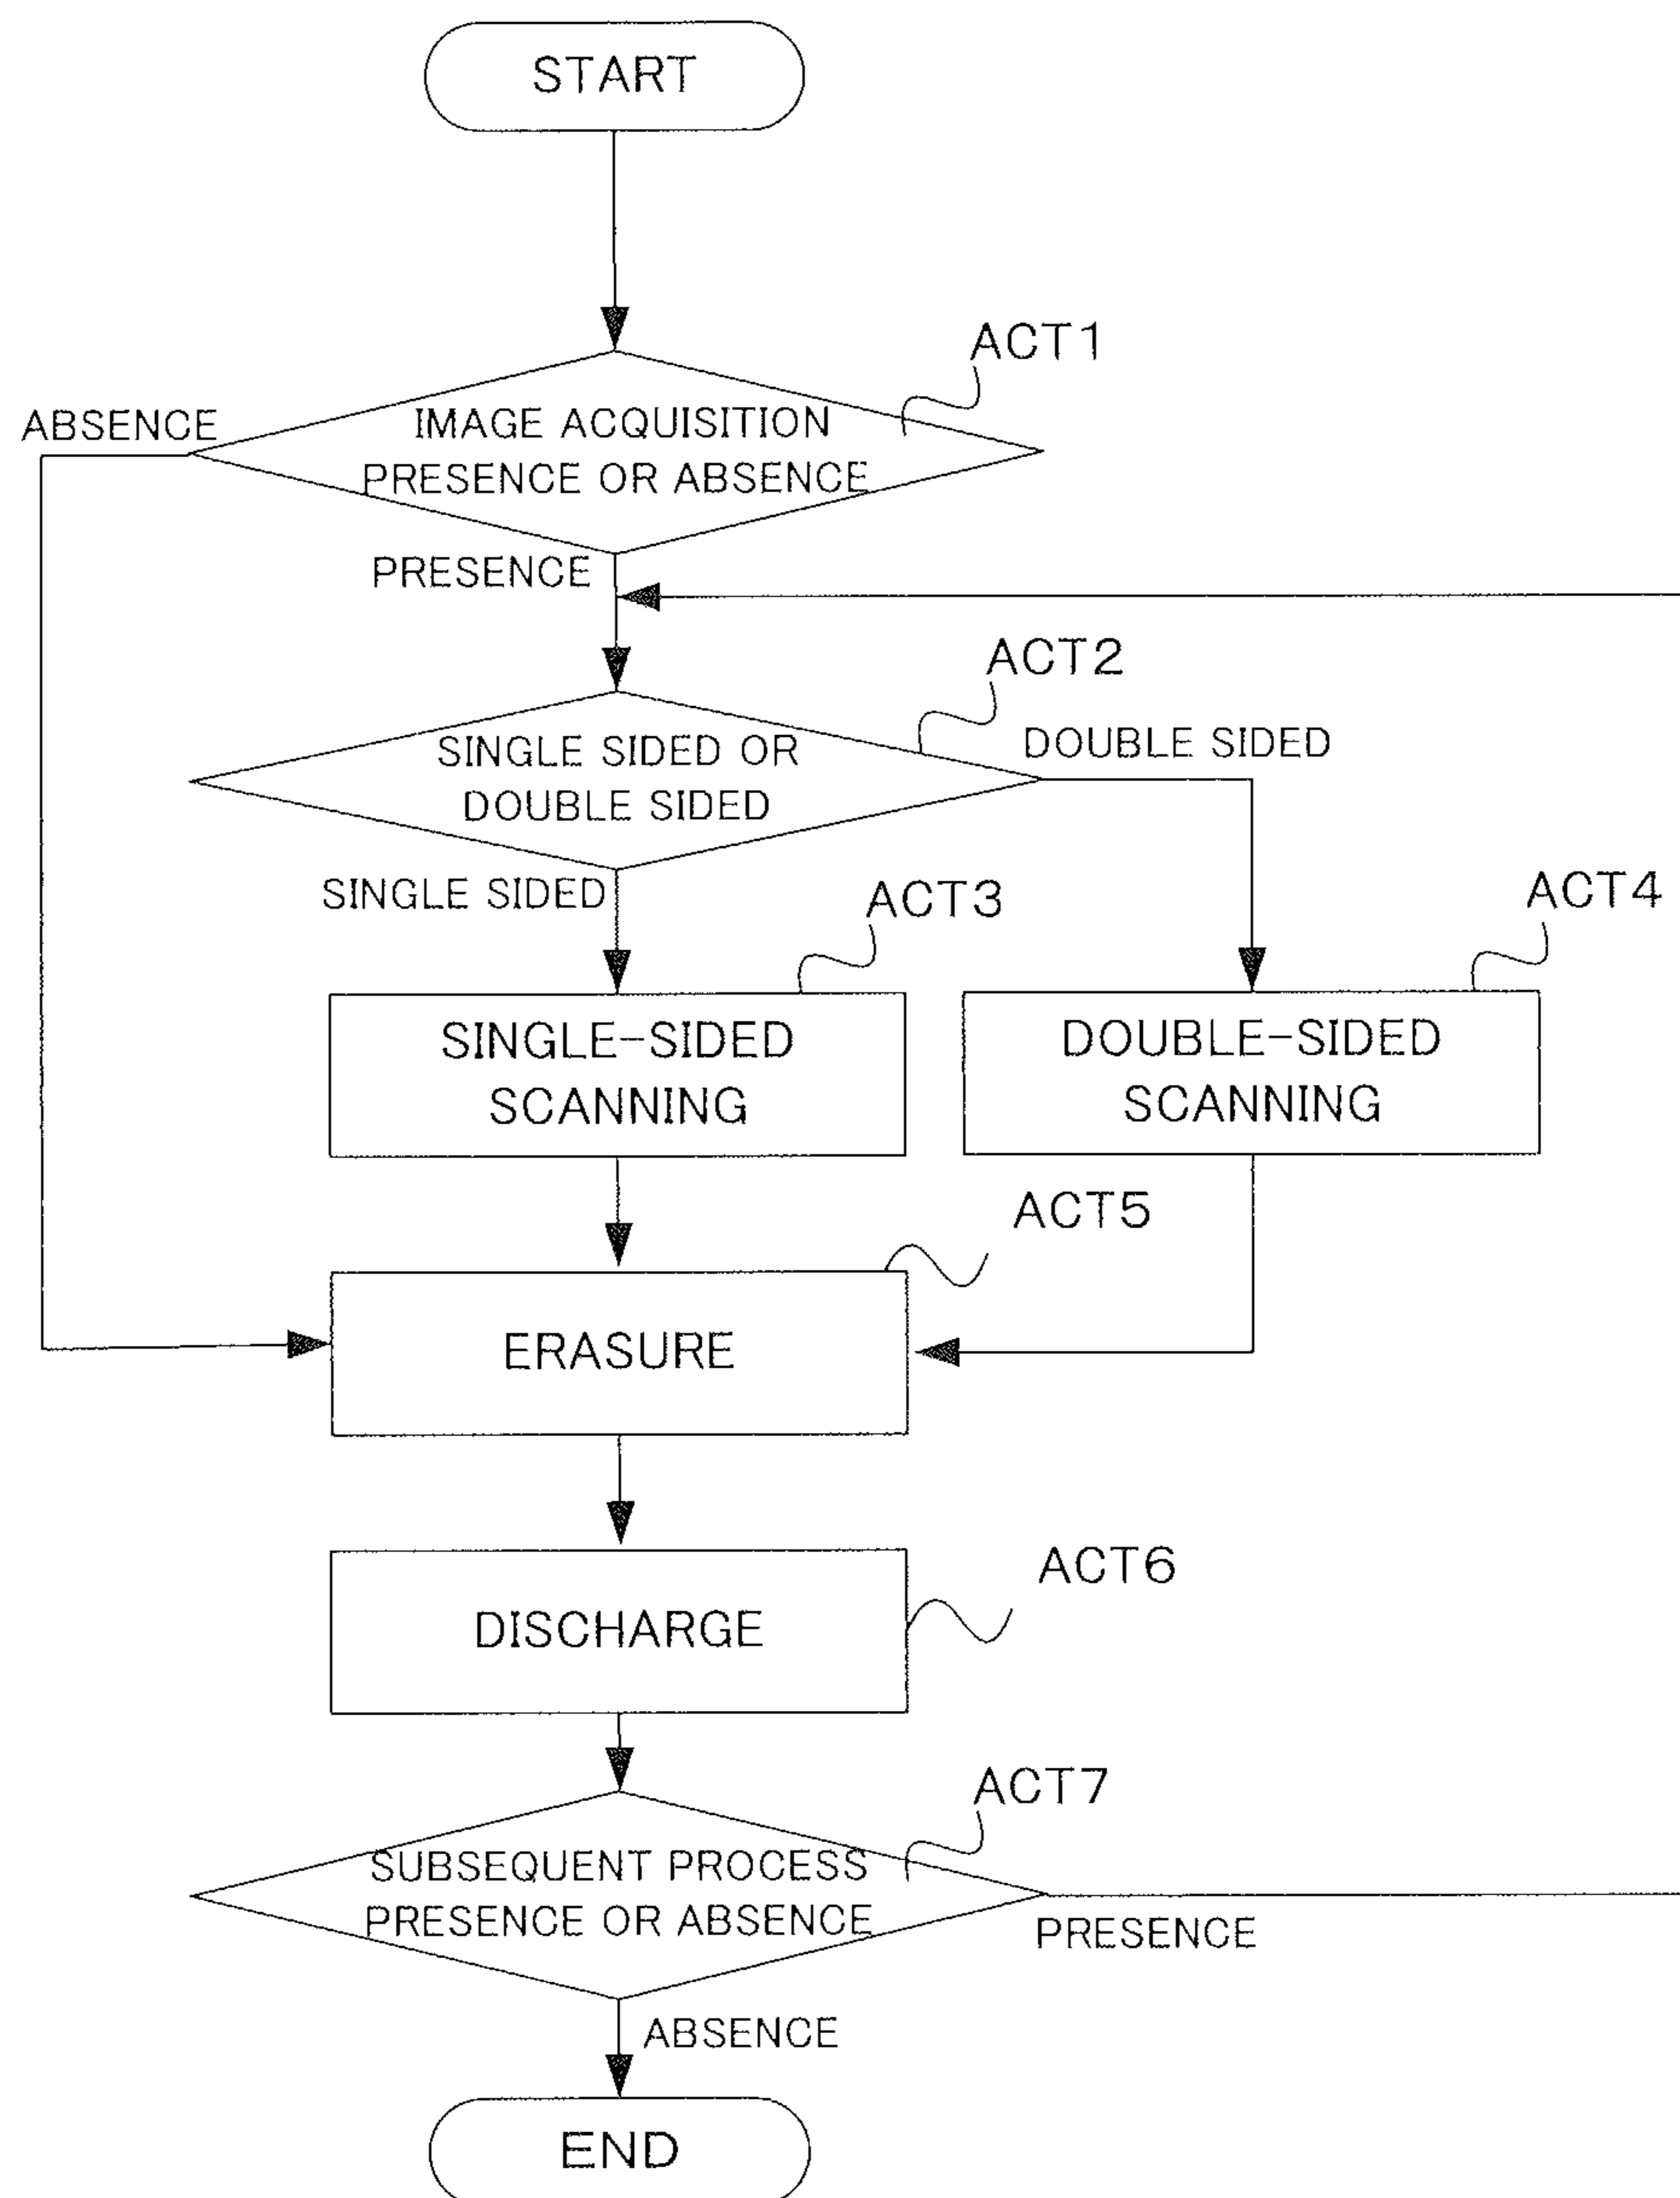 START
ACT1
ABSENCE
IMAGE ACQUISITION
PRESENCE OR ABSENCE
PRESENCE
ACT2
SINGLE SIDED OR
DOUBLE SIDED
DOUBLE SIDED
SINGLE SIDED
ACT3
ACT4
SINGLE-SIDED
SCANNING
DOUBLE-SIDED
SCANNING
ACT5
ERASURE
ACT6
DISCHARGE
ACT7
SUBSEQUENT PROCESS
PRESENCE OR ABSENCE
PRESENCE
ABSENCE
END